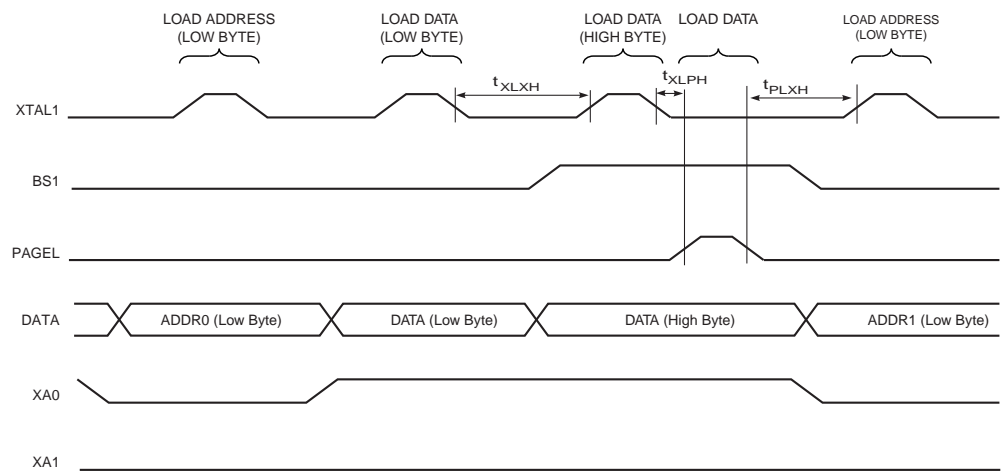 LOAD ADDRESS
(LOW BYTE)
LOAD DATA
(LOW BYTE)
LOAD DATA
(HIGH BYTE)
LOAD DATA
LOAD ADDRESS
(LOW BYTE)
tXLXH
tXLPH
tPLXH
XTAL1
BS1
PAGEL
DATA
ADDR0 (Low Byte)
DATA (Low Byte)
DATA (High Byte)
ADDR1 (Low Byte)
XA0
XA1